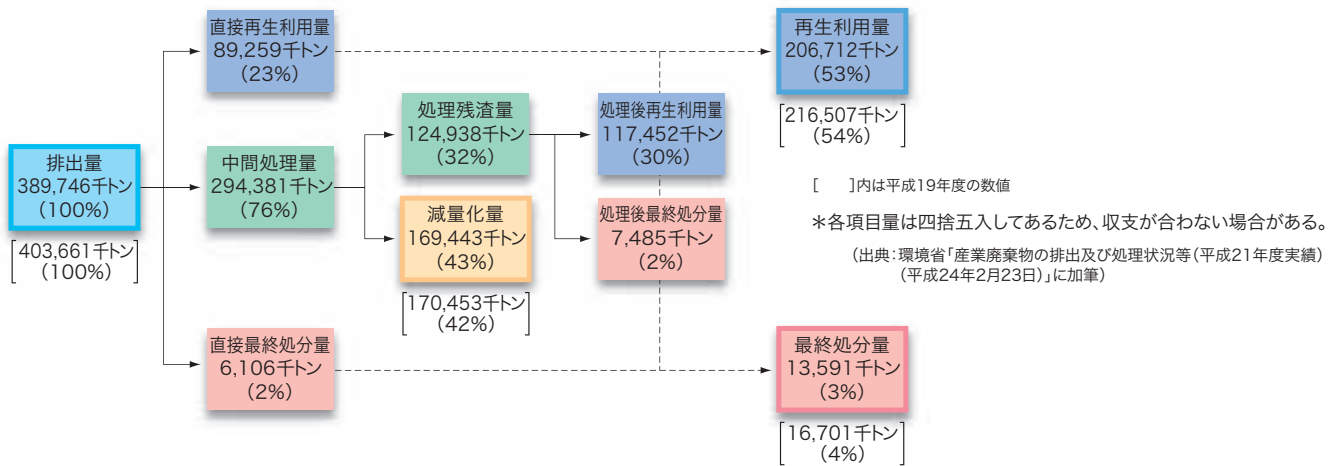 直接再生利用量
89,259千トン
(23%)
再生利用量
206,712千トン
(53%)
[216,507千トン
(54%)]
処理残渣量
124,938千トン
(32%)
処理後再生利用量
117,452千トン
(30%)
排出量
389,746千トン
(100%)
[403,661千トン
(100%)]
中間処理量
294,381千トン
(76%)
減量化量
169,443千トン
(43%)
[170,453千トン
(42%)]
処理後最終処分量
7,485千トン
(2%)
[ ]内は平成19年度の数値
*各項目量は四捨五入してあるため、収支が合わない場合がある。
(出典:環境省「産業廃棄物の排出及び処理状況等(平成21年度実績)
(平成24年2月23日)」に加筆)
直接最終処分量
6,106千トン
(2%)
最終処分量
13,591千トン
(3%)
[16,701千トン
(4%)]